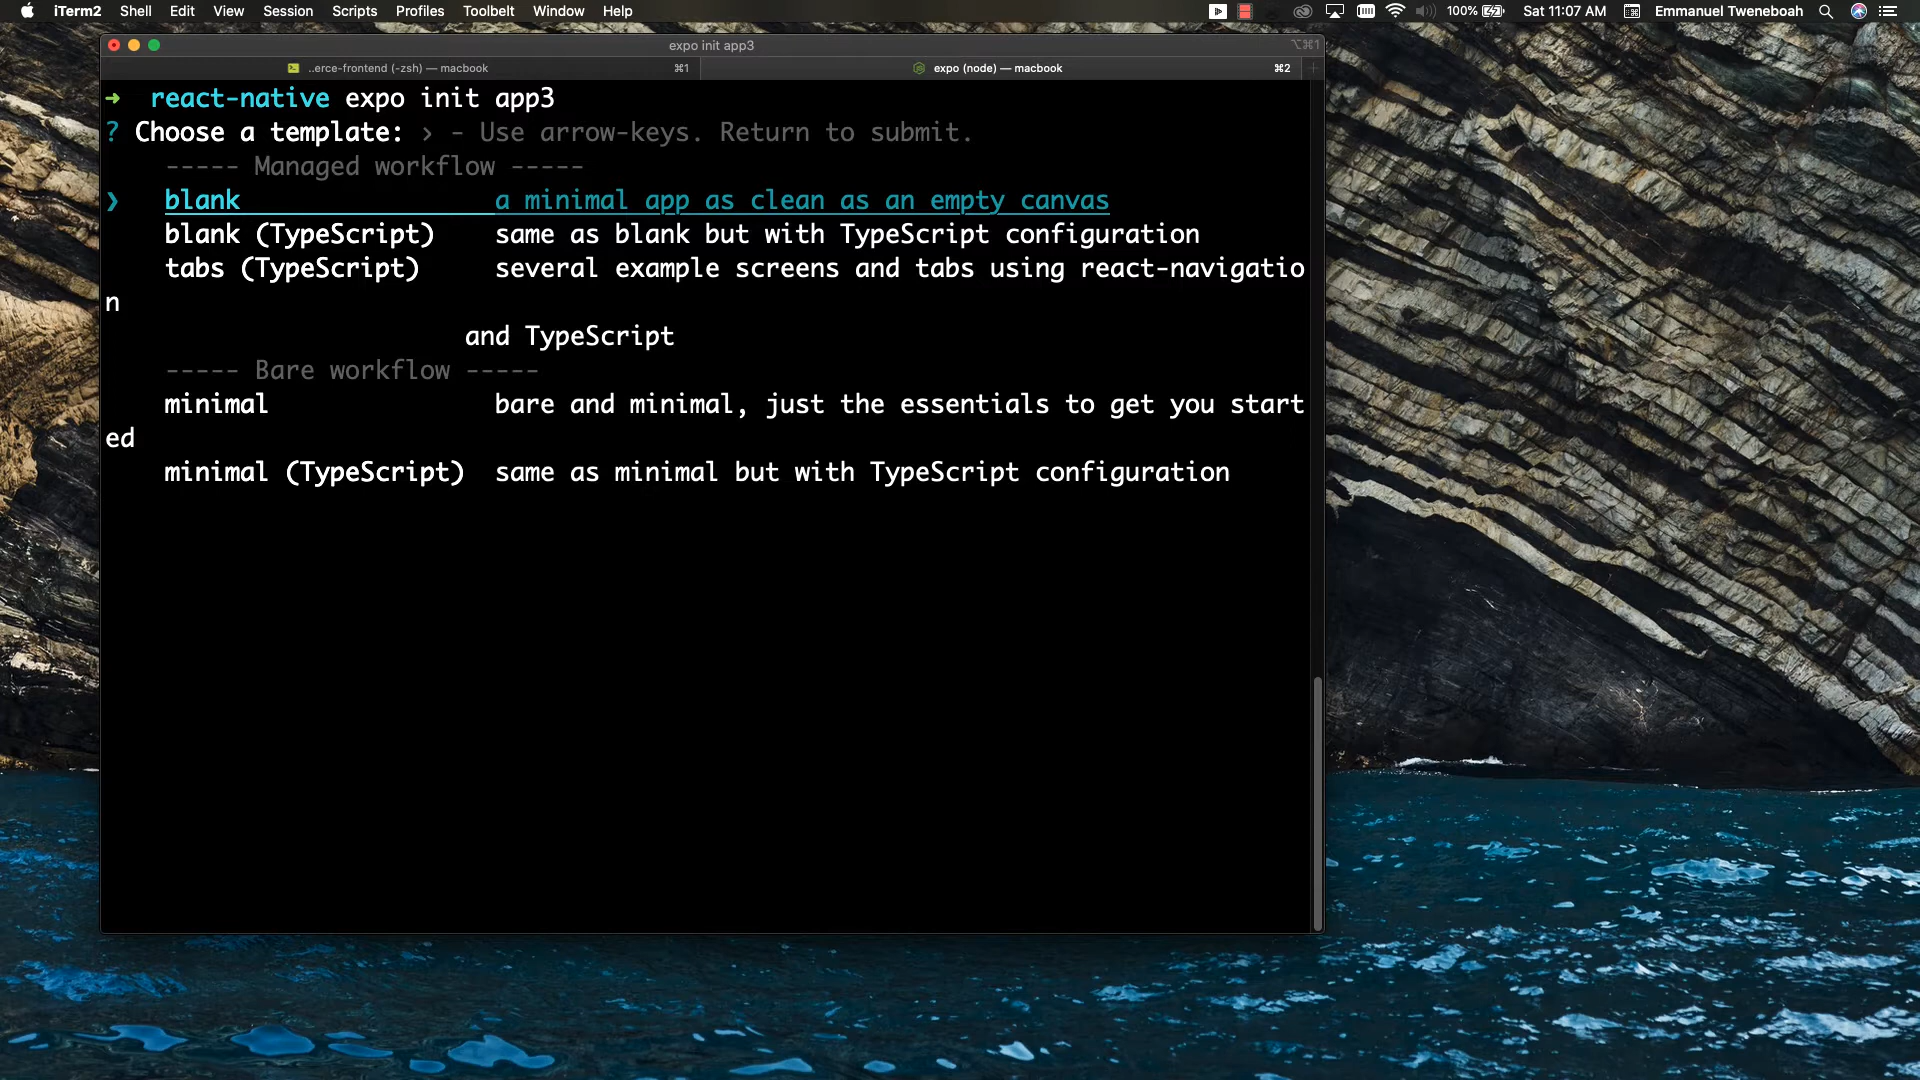 iTerm2 Shell Edit View Session Scripts Profiles Toolbelt Window Help 100% Sat 11:07 AM Emmanuel Tweneboah
expo init app3 ⌥⌘1
..erce-frontend (-zsh) — macbook ⌘1 expo (node) — macbook ⌘2
➜ react-native expo init app3
? Choose a template: › - Use arrow-keys. Return to submit.
----- Managed workflow -----
❯ blank a minimal app as clean as an empty canvas
blank (TypeScript) same as blank but with TypeScript configuration
tabs (TypeScript) several example screens and tabs using react-navigatio
n
and TypeScript
----- Bare workflow -----
minimal bare and minimal, just the essentials to get you start
ed
minimal (TypeScript) same as minimal but with TypeScript configuration